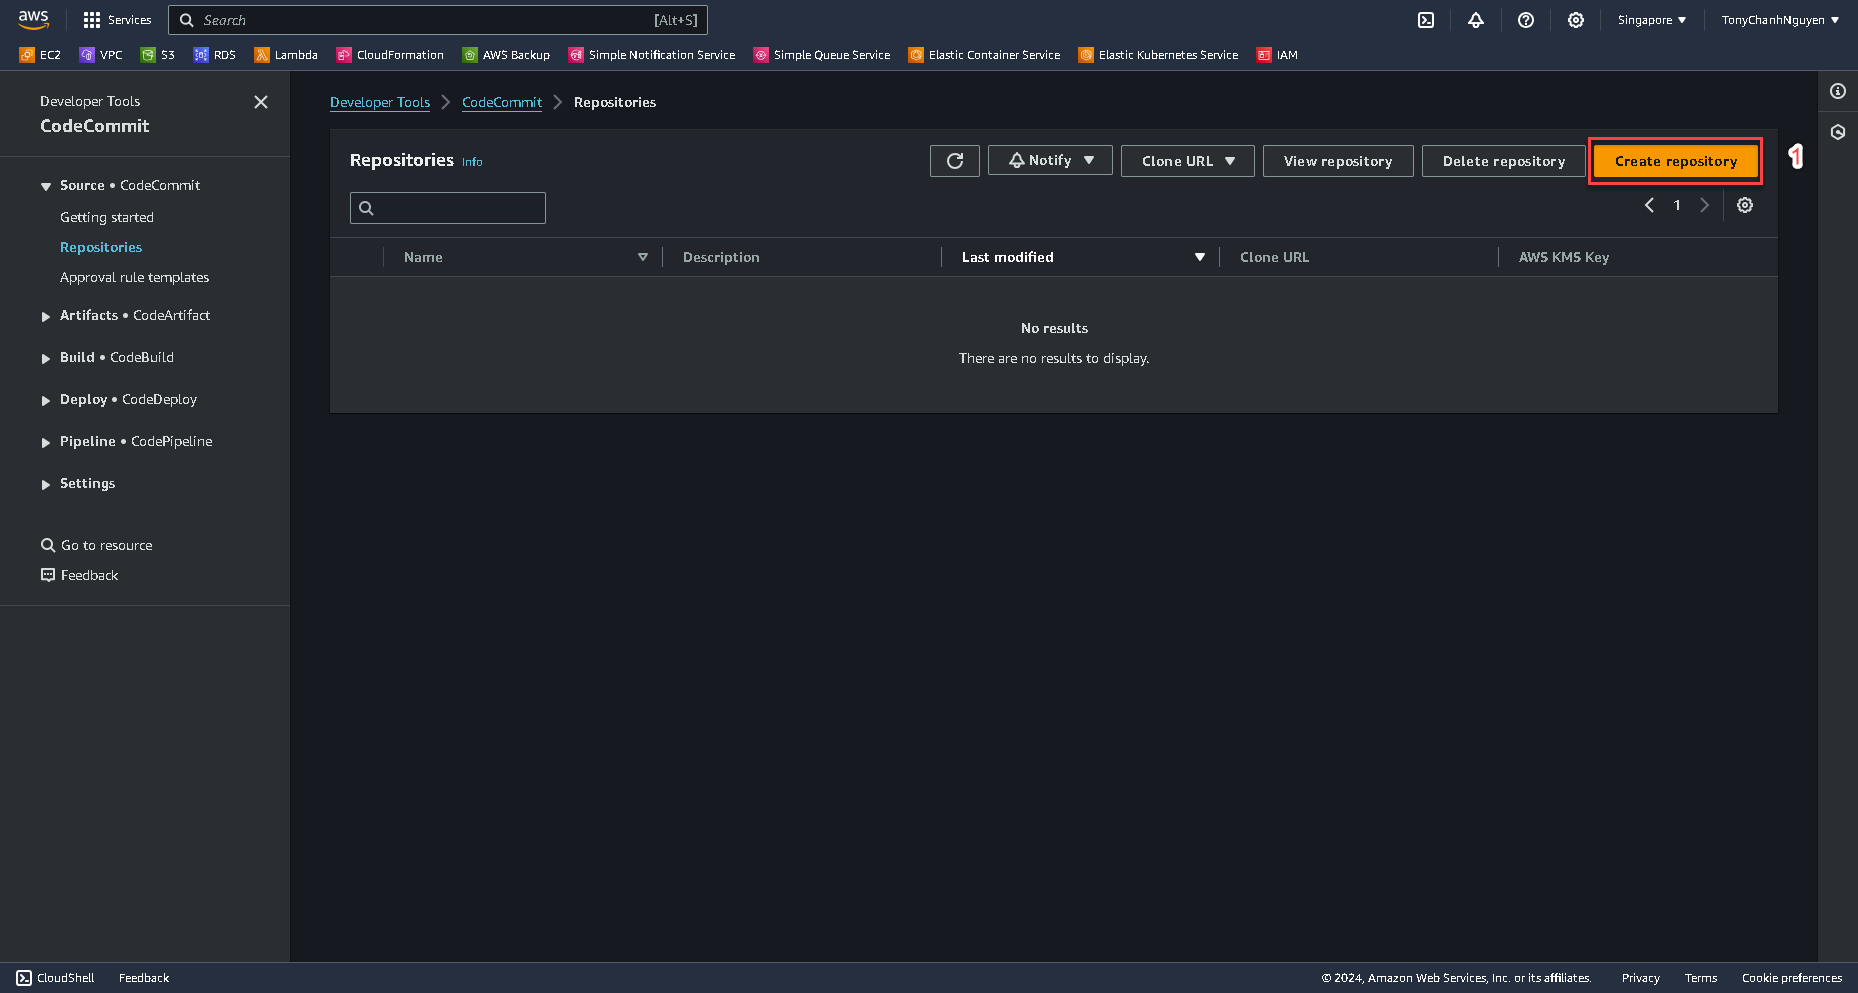 aws Services Search [Alt+S] Singapore ▼ TonyChanhNguyen ▼
EC2 VPC S3 RDS Lambda CloudFormation AWS Backup Simple Notification Service Simple Queue Service Elastic Container Service Elastic Kubernetes Service IAM
Developer Tools
CodeCommit
Source • CodeCommit
Getting started
Repositories
Approval rule templates
Artifacts • CodeArtifact
Build • CodeBuild
Deploy • CodeDeploy
Pipeline • CodePipeline
Settings
Go to resource
Feedback
Developer Tools > CodeCommit > Repositories
Repositories Info
Notify ▼ Clone URL ▼ View repository Delete repository Create repository 1
< 1 >
Name Description Last modified Clone URL AWS KMS Key
No results
There are no results to display.
CloudShell Feedback © 2024, Amazon Web Services, Inc. or its affiliates. Privacy Terms Cookie preferences